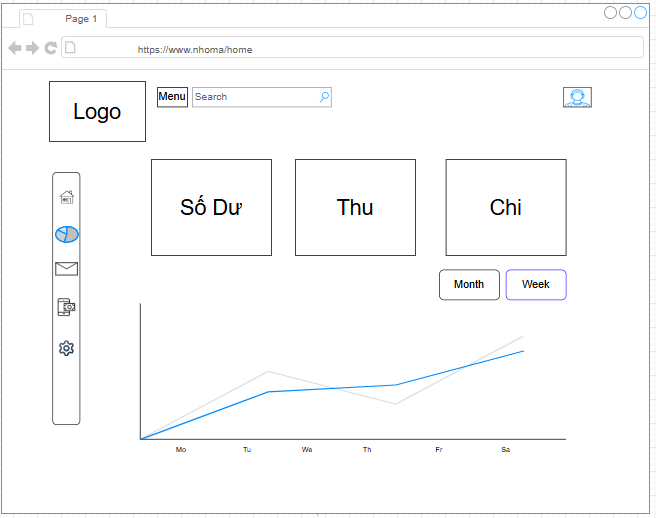 Page 1
https://www.nhoma/home
Logo
Menu
Search
Số Dư
Thu
Chi
Month
Week
Mo
Tu
We
Th
Fr
Sa